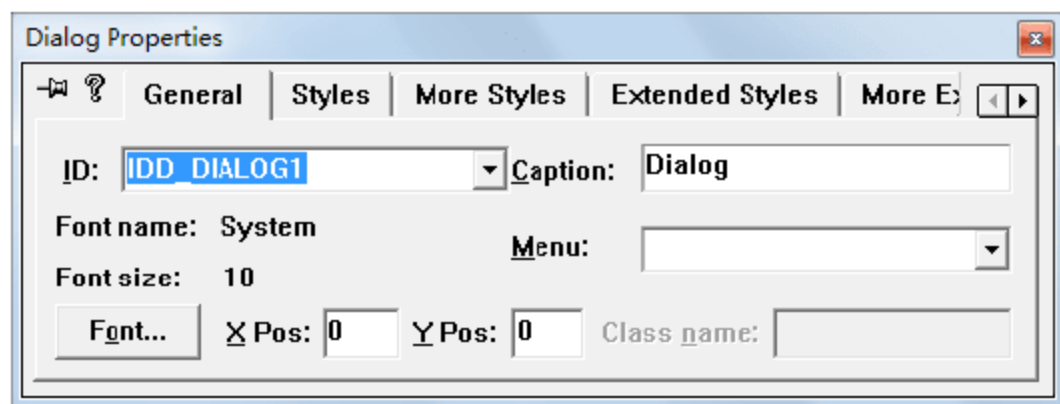 Dialog Properties
General Styles More Styles Extended Styles
ID: IDD_DIALOG1 Caption: Dialog
Font name: System
Menu:
Font size: 10
Font... X Pos: 0 Y Pos: 0 Class name: